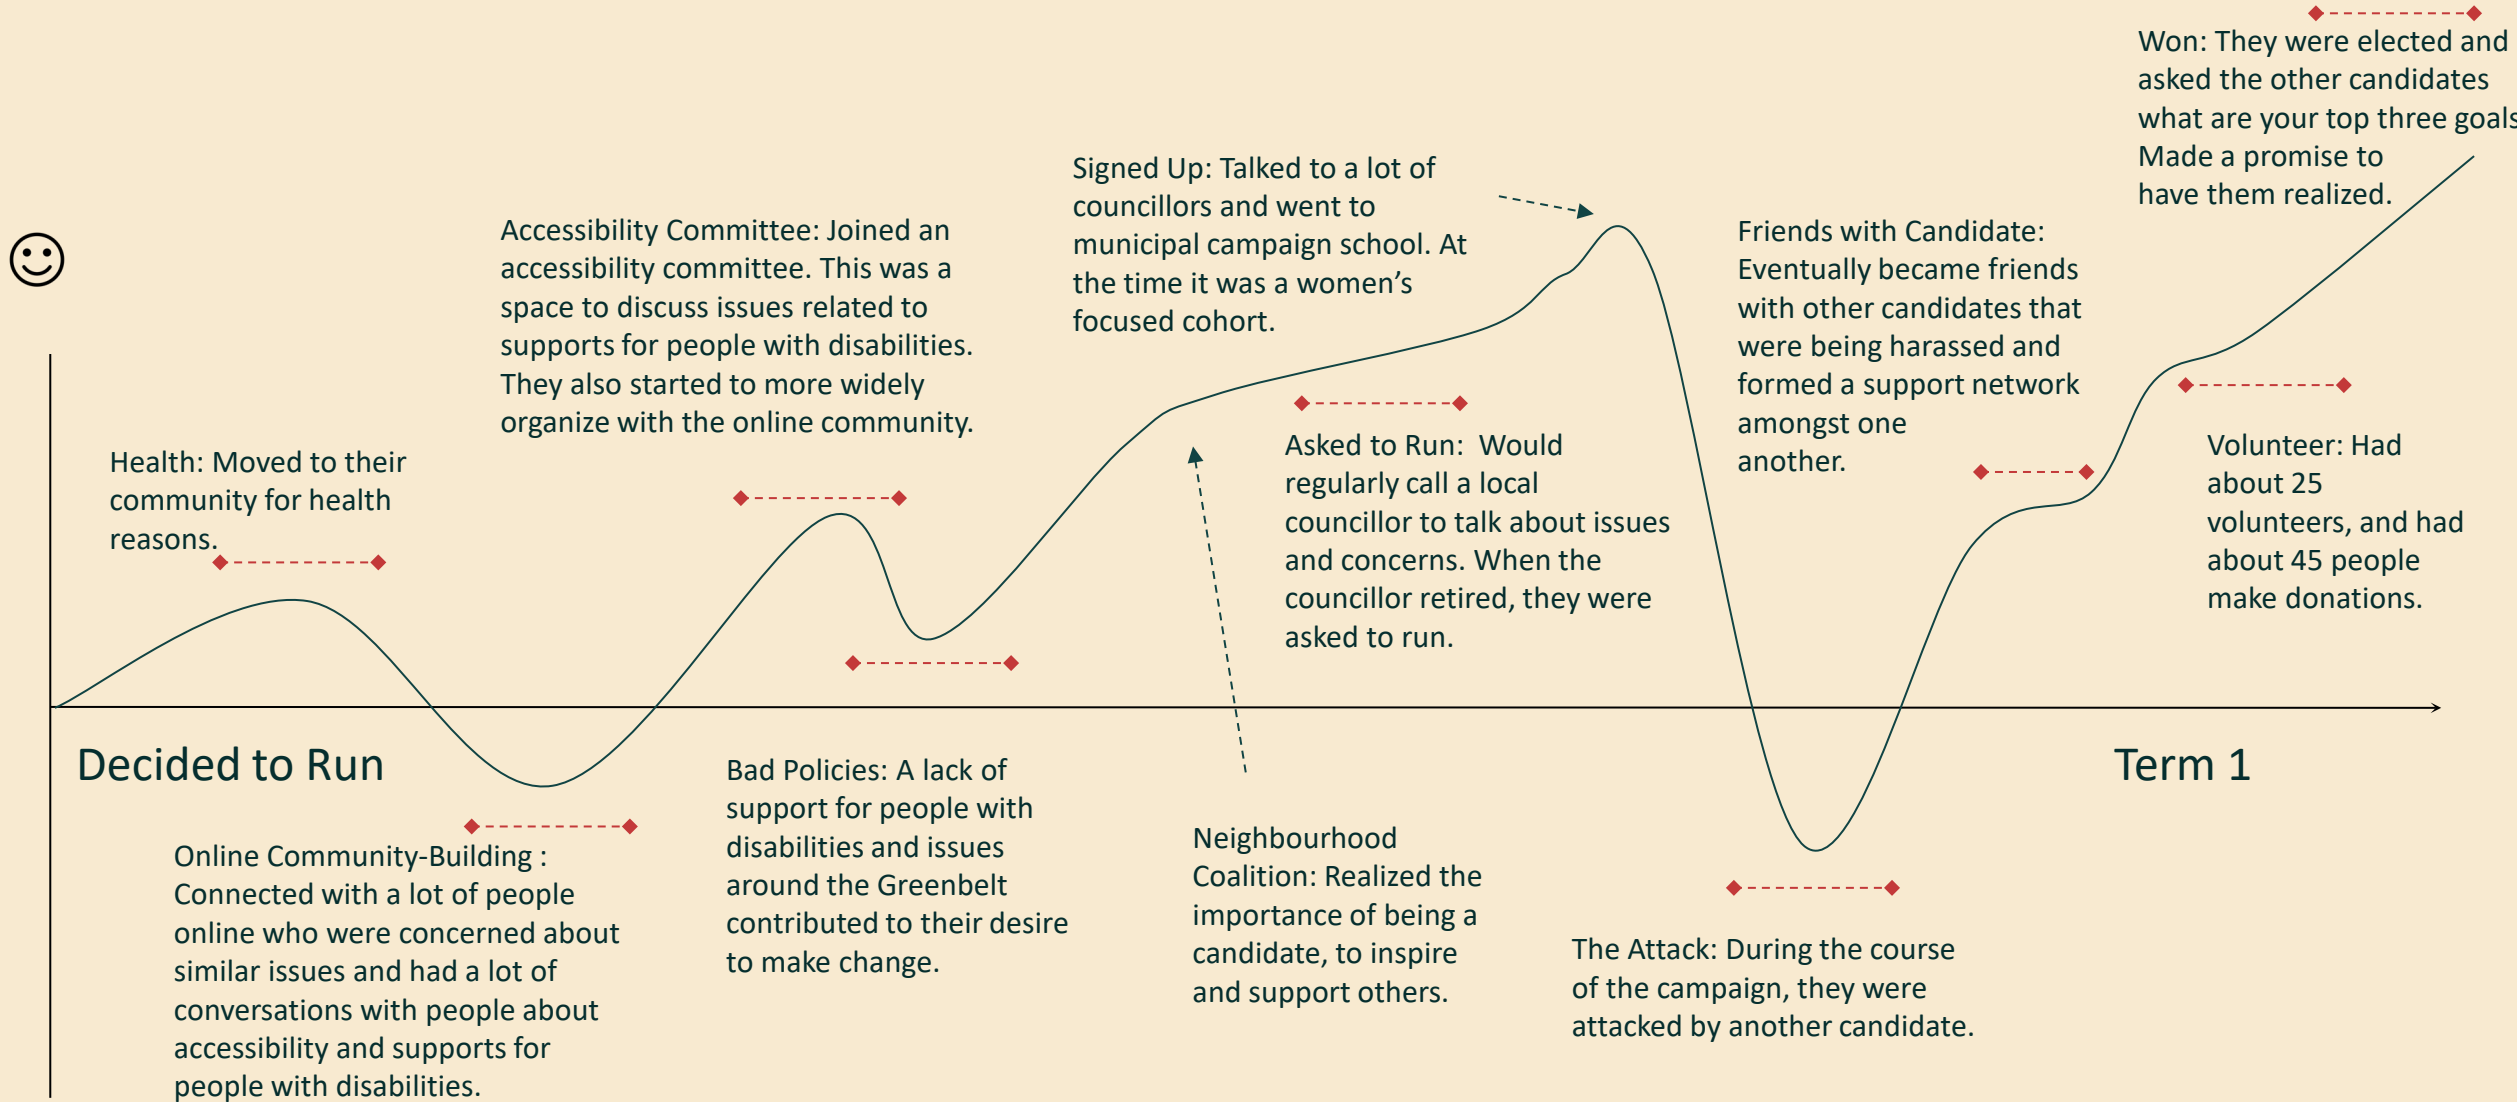 Health: Moved to their
community for health
reasons.
Decided to Run
Online Community-Building :
Connected with a lot of people
online who were concerned about
similar issues and had a lot of
conversations with people about
accessibility and supports for
people with disabilities.
Accessibility Committee: Joined an
accessibility committee. This was a
space to discuss issues related to
supports for people with disabilities.
They also started to more widely
organize with the online community.
Bad Policies: A lack of
support for people with
disabilities and issues
around the Greenbelt
contributed to their desire
to make change.
Neighbourhood
Coalition: Realized the
importance of being a
candidate, to inspire
and support others.
Asked to Run:  Would
regularly call a local
councillor to talk about issues
and concerns. When the
councillor retired, they were
asked to run.
Signed Up: Talked to a lot of
councillors and went to
municipal campaign school. At
the time it was a women’s
focused cohort.
The Attack: During the course
of the campaign, they were
attacked by another candidate.
Friends with Candidate:
Eventually became friends
with other candidates that
were being harassed and
formed a support network
amongst one
another.
Volunteer: Had
about 25
volunteers, and had
about 45 people
make donations.
Won: They were elected and
asked the other candidates
what are your top three goals
Made a promise to
have them realized.
Term 1